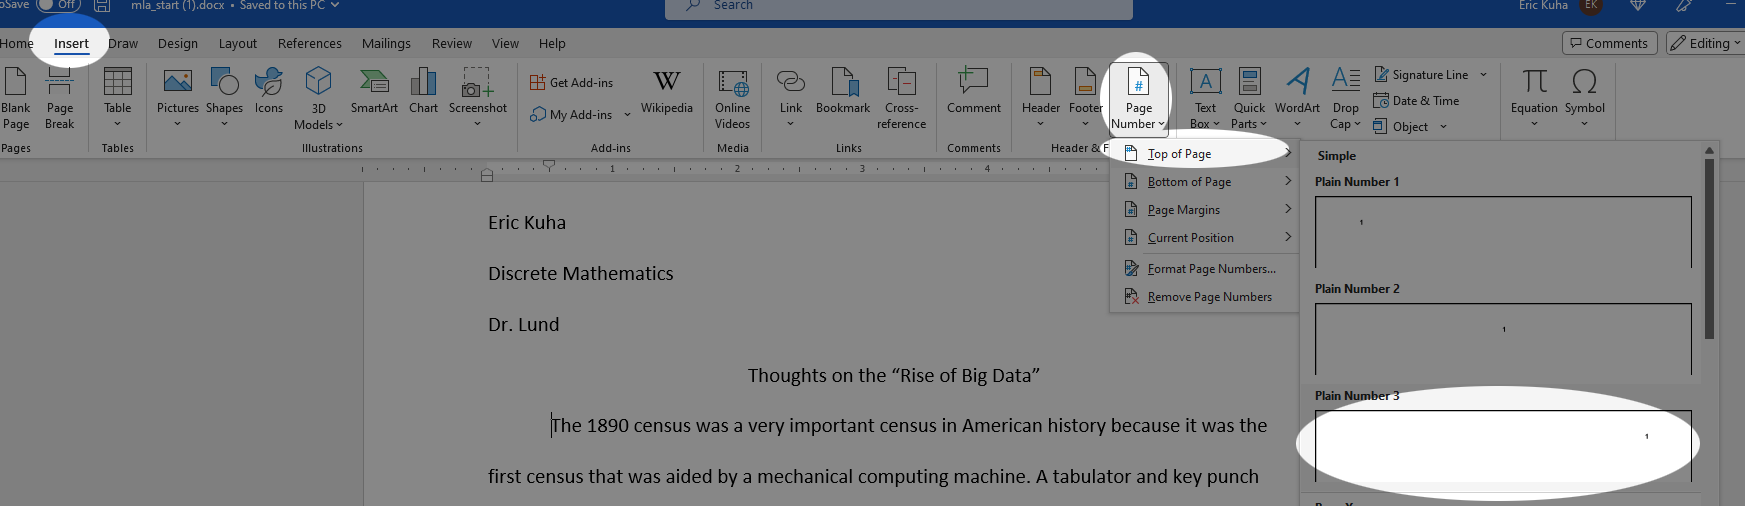 oSave Off mla_start (1).docx • Saved to this PC Search Eric Kuha EK
Home Insert Draw Design Layout References Mailings Review View Help Comments Editing
Blank Page
Page Break
Pages
Table
Tables
Pictures
Shapes
Icons
3D Models
SmartArt
Chart
Screenshot
Illustrations
Get Add-ins
My Add-ins
W
Wikipedia
Add-ins
Online Videos
Media
Link
Bookmark
Cross-reference
Links
Comment
Comments
Header
Footer
# Page Number
Header & F
A Text Box
Quick Parts
A WordArt
A Drop Cap
Signature Line
Date & Time
Object
π Equation
Ω Symbol
Top of Page
Bottom of Page
Page Margins
Current Position
Format Page Numbers...
Remove Page Numbers
Simple
Plain Number 1
1
Plain Number 2
1
Plain Number 3
1
1 2 3 4
Eric Kuha
Discrete Mathematics
Dr. Lund
Thoughts on the “Rise of Big Data”
The 1890 census was a very important census in American history because it was the
first census that was aided by a mechanical computing machine. A tabulator and key punch